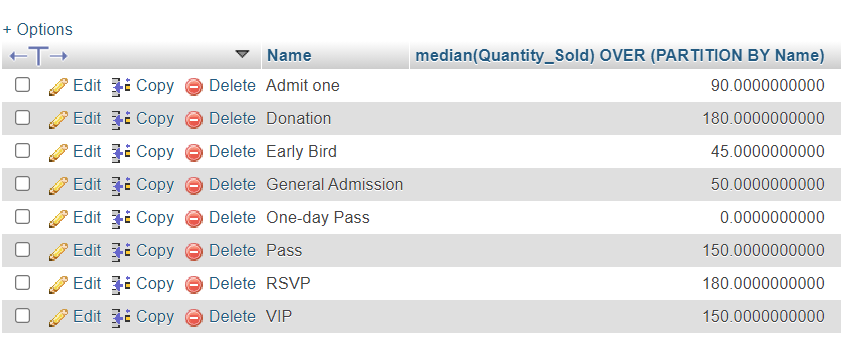 + Options
←T→ Name median(Quantity_Sold) OVER (PARTITION BY Name)
Edit Copy Delete Admit one 90.0000000000
Edit Copy Delete Donation 180.0000000000
Edit Copy Delete Early Bird 45.0000000000
Edit Copy Delete General Admission 50.0000000000
Edit Copy Delete One-day Pass 0.0000000000
Edit Copy Delete Pass 150.0000000000
Edit Copy Delete RSVP 180.0000000000
Edit Copy Delete VIP 150.0000000000